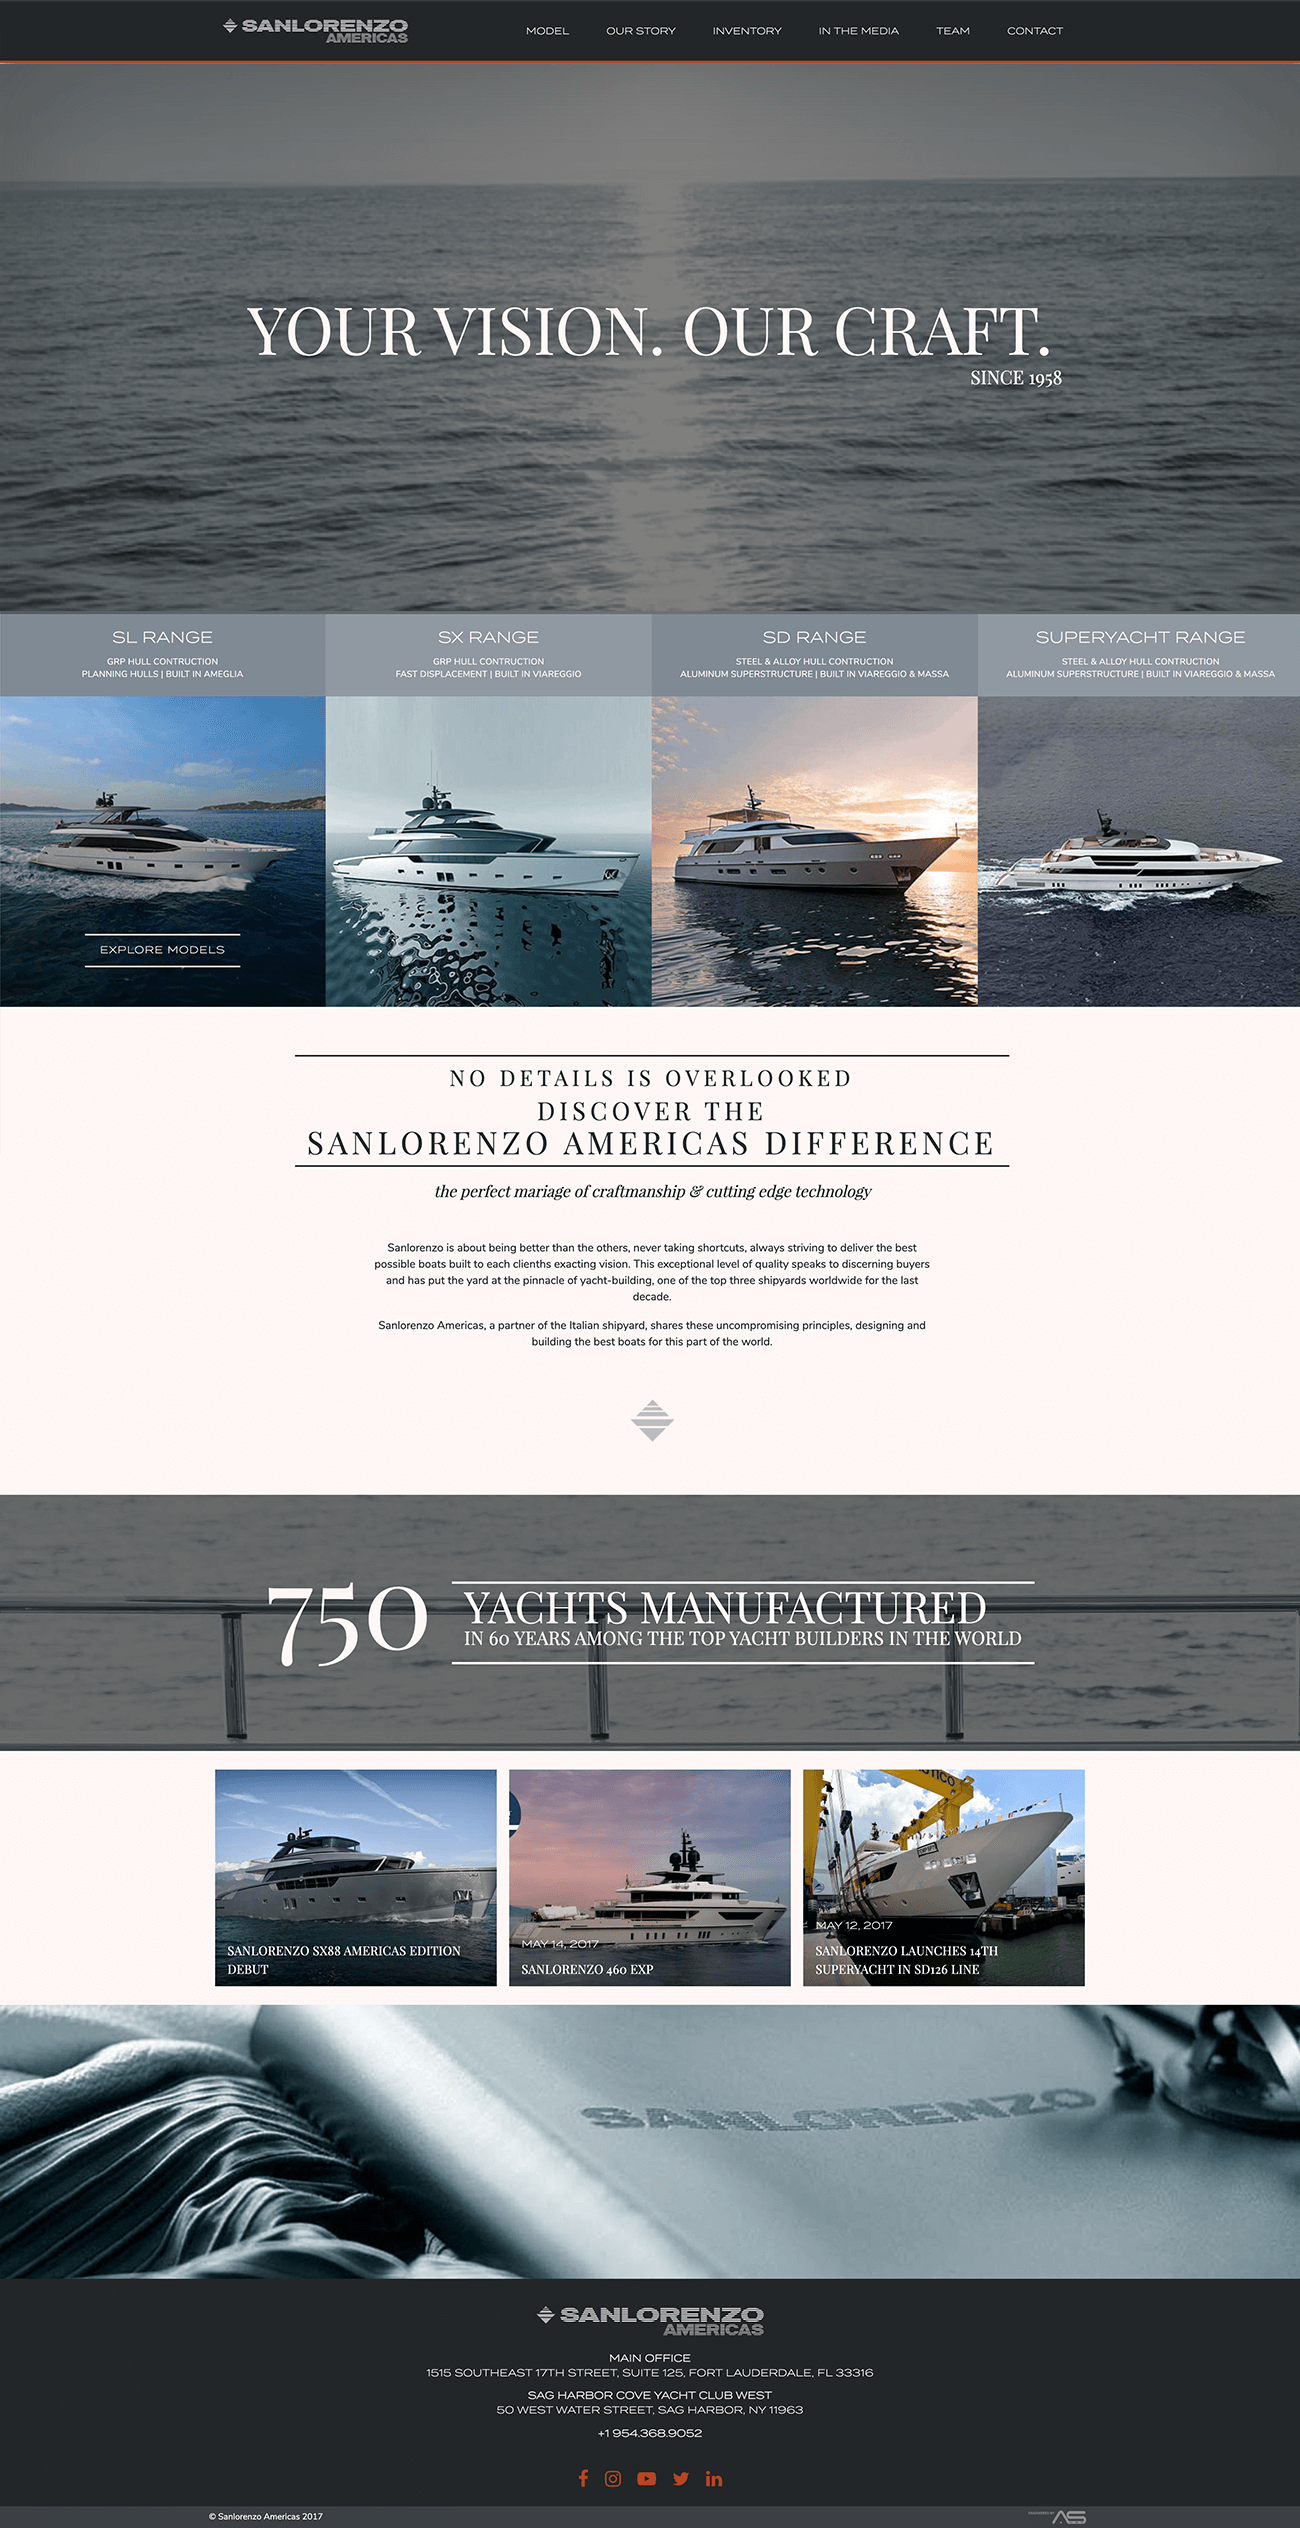 SANLORENZO
AMERICAS
MODEL
OUR STORY
INVENTORY
IN THE MEDIA
TEAM
CONTACT
YOUR VISION. OUR CRAFT.
SINCE 1958
SL RANGE
GRP HULL CONTRUCTION
PLANNING HULLS | BUILT IN AMEGLIA
SX RANGE
GRP HULL CONTRUCTION
FAST DISPLACEMENT | BUILT IN VIAREGGIO
SD RANGE
STEEL & ALLOY HULL CONTRUCTION
ALUMINUM SUPERSTRUCTURE | BUILT IN VIAREGGIO & MASSA
SUPERYACHT RANGE
STEEL & ALLOY HULL CONTRUCTION
ALUMINUM SUPERSTRUCTURE | BUILT IN VIAREGGIO & MASSA
EXPLORE MODELS
NO DETAILS IS OVERLOOKED
DISCOVER THE
SANLORENZO AMERICAS DIFFERENCE
the perfect mariage of craftmanship & cutting edge technology
Sanlorenzo is about being better than the others, never taking shortcuts, always striving to deliver the best
possible boats built to each clienths exacting vision. This exceptional level of quality speaks to discerning buyers
and has put the yard at the pinnacle of yacht-building, one of the top three shipyards worldwide for the last
decade.
Sanlorenzo Americas, a partner of the Italian shipyard, shares these uncompromising principles, designing and
building the best boats for this part of the world.
750
YACHTS MANUFACTURED
IN 60 YEARS AMONG THE TOP YACHT BUILDERS IN THE WORLD
SANLORENZO SX88 AMERICAS EDITION
DEBUT
MAY 14, 2017
SANLORENZO 460 EXP
MAY 12, 2017
SANLORENZO LAUNCHES 14TH
SUPERYACHT IN SD126 LINE
SANLORENZO
SANLORENZO
AMERICAS
MAIN OFFICE
1515 SOUTHEAST 17TH STREET, SUITE 125, FORT LAUDERDALE, FL 33316
SAG HARBOR COVE YACHT CLUB WEST
50 WEST WATER STREET, SAG HARBOR, NY 11963
+1 954.368.9052
© Sanlorenzo Americas 2017
AS